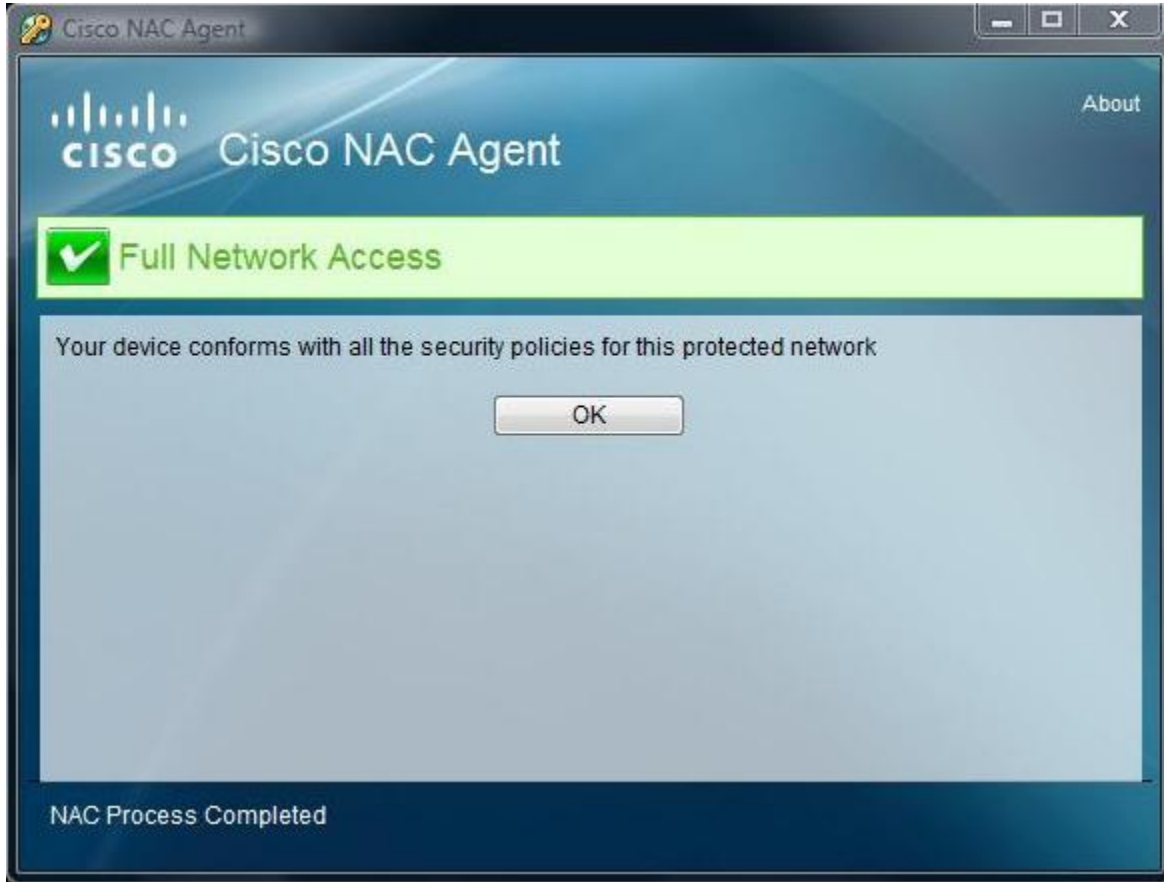 Cisco NAC Agent
X
About
CISCO Cisco NAC Agent
Full Network Access
Your device conforms with all the security policies for this protected network
OK
NAC Process Completed